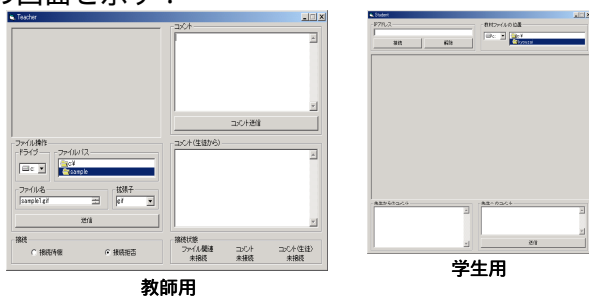 の画面を示す．
Teacher
コメント
コメント送信
ファイル操作
ドライブ
ファイルパス
c:
c:¥
sample
ファイル名
拡張子
sample1.gif
gif
送信
コメント(生徒から)
接続
接続待機
接続拒否
接続状態
ファイル関連
コメント
コメント(生徒)
未接続
未接続
未接続
教師用
Student
IPアドレス
接続
解除
教材ファイルの位置
c:
c:¥
kyouzai
先生からのコメント
先生へのコメント
送信
学生用